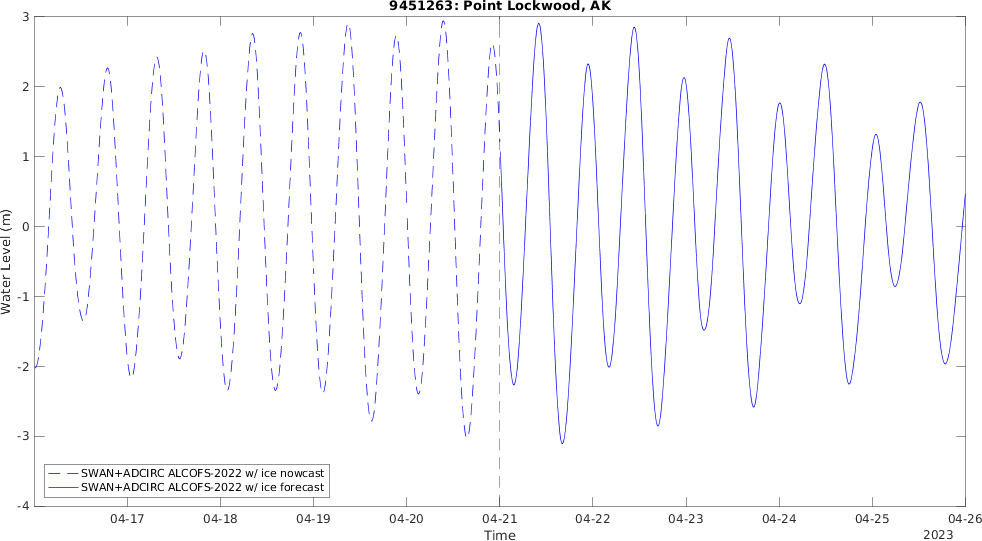 9451263: Point Lockwood, AK
3
2
1
0
-1
-2
-3
-4
Water Level (m)
SWAN+ADCIRC ALCOFS-2022 w/ ice nowcast
SWAN+ADCIRC ALCOFS-2022 w/ ice forecast
04-17 04-18 04-19 04-20 04-21 04-22 04-23 04-24 04-25 04-26
Time
2023